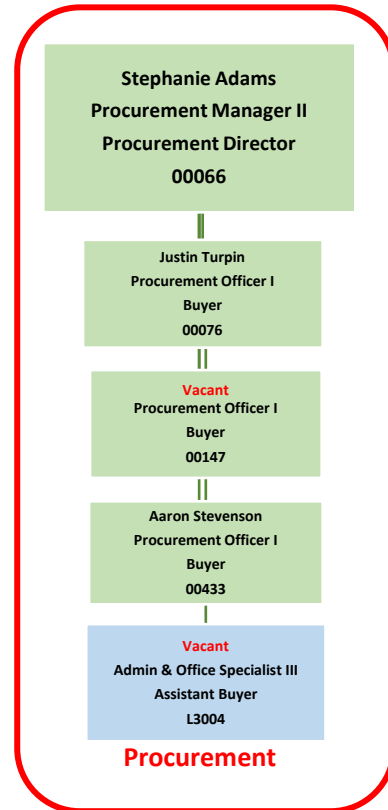 Stephanie Adams
Procurement Manager II
Procurement Director
00066
Justin Turpin
Procurement Officer I
Buyer
00076
Vacant
Procurement Officer I
Buyer
00147
Aaron Stevenson
Procurement Officer I
Buyer
00433
Vacant
Admin & Office Specialist III
Assistant Buyer
L3004
Procurement